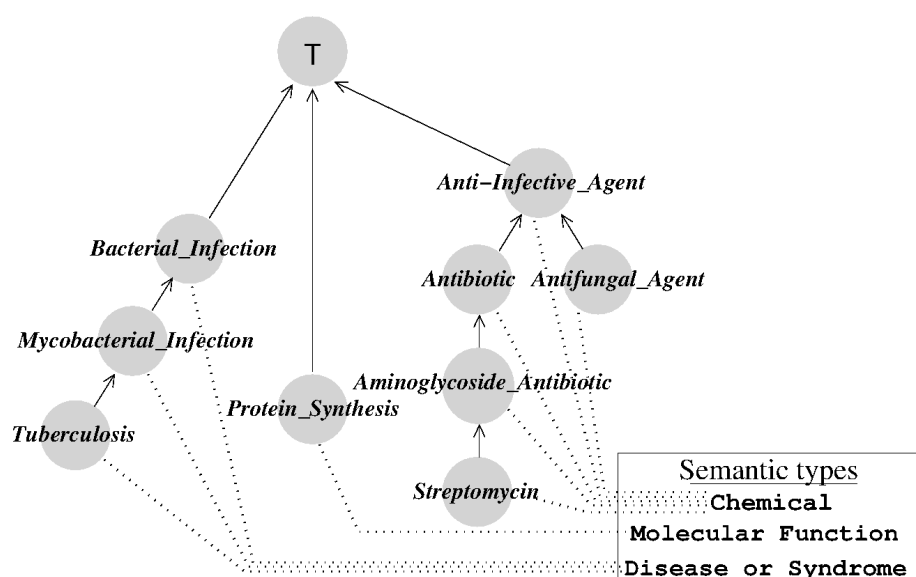 T
Anti-Infective_Agent
Bacterial_Infection
Antibiotic
Antifungal_Agent
Mycobacterial_Infection
Aminoglycoside_Antibiotic
Protein_Synthesis
Tuberculosis
Streptomycin
Semantic types
Chemical
Molecular Function
Disease or Syndrome